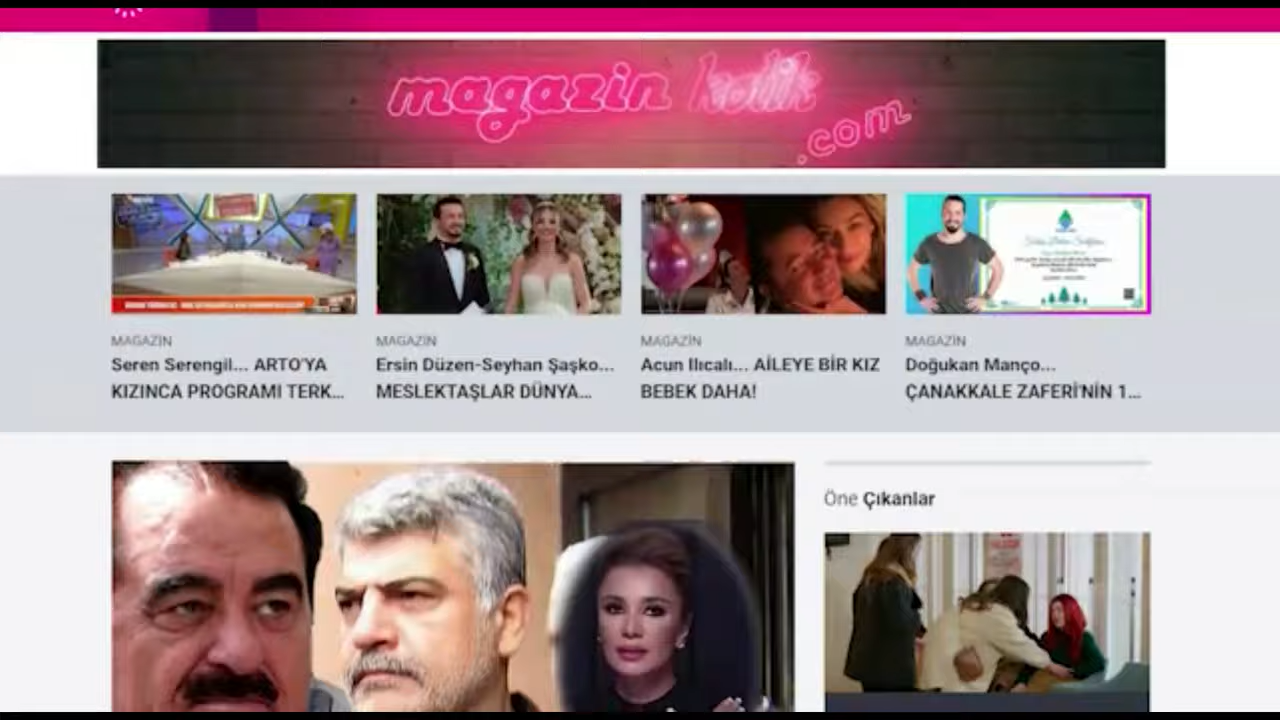 magazin kolik
.com
MAGAZİN
Seren Serengil... ARTO'YA
KIZINCA PROGRAMI TERK...
MAGAZİN
Ersin Düzen-Seyhan Şaşko...
MESLEKTAŞLAR DÜNYA...
MAGAZİN
Acun Ilıcalı... AİLEYE BİR KIZ
BEBEK DAHA!
MAGAZİN
Doğukan Manço...
ÇANAKKALE ZAFERİ'NİN 1...
Öne Çıkanlar